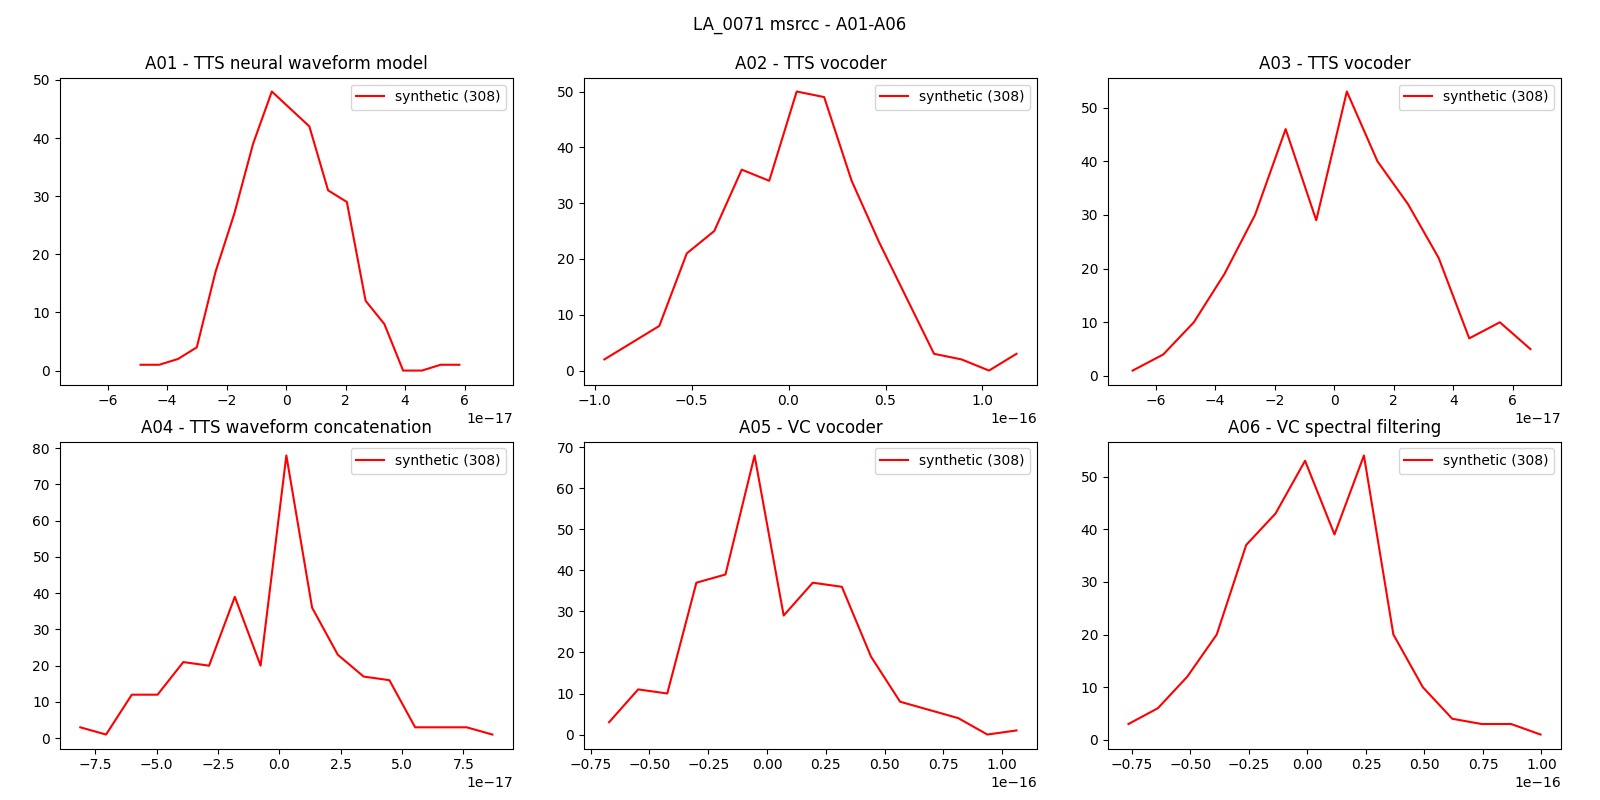 LA_0071 msrcc - A01-A06
A01 - TTS neural waveform model
A02 - TTS vocoder
A03 - TTS vocoder
synthetic (308)
synthetic (308)
synthetic (308)
50
40
30
20
10
0
50
40
30
20
10
0
50
40
30
20
10
0
−6 −4 −2 0 2 4 6
1e−17
−1.0 −0.5 0.0 0.5 1.0
1e−16
−6 −4 −2 0 2 4 6
1e−17
A04 - TTS waveform concatenation
A05 - VC vocoder
A06 - VC spectral filtering
synthetic (308)
synthetic (308)
synthetic (308)
80
70
60
50
40
30
20
10
0
70
60
50
40
30
20
10
0
50
40
30
20
10
0
−7.5 −5.0 −2.5 0.0 2.5 5.0 7.5
1e−17
−0.75 −0.50 −0.25 0.00 0.25 0.50 0.75 1.00
1e−16
−0.75 −0.50 −0.25 0.00 0.25 0.50 0.75 1.00
1e−16